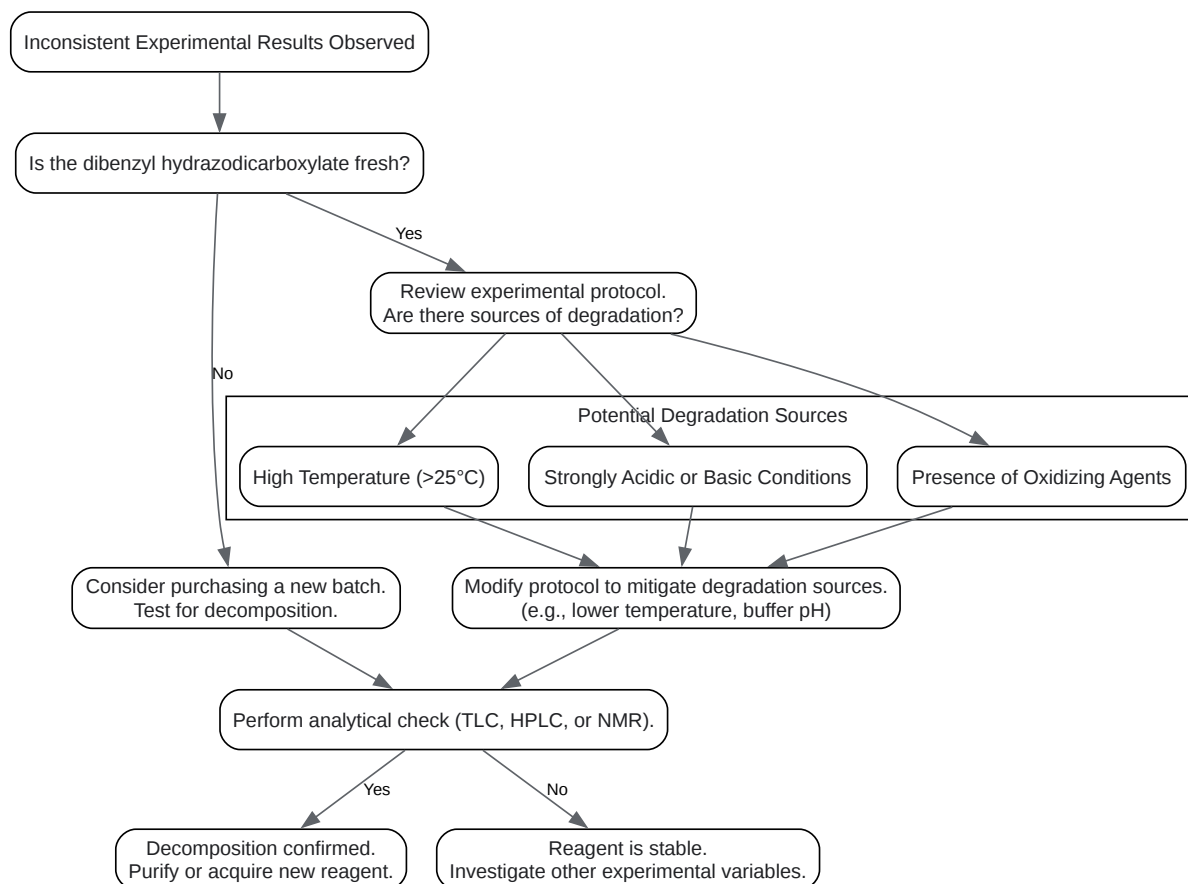 Inconsistent Experimental Results Observed
Is the dibenzyl hydrazodicarboxylate fresh?
Yes
Review experimental protocol.
Are there sources of degradation?
No
Potential Degradation Sources
High Temperature (>25°C)
Strongly Acidic or Basic Conditions
Presence of Oxidizing Agents
Consider purchasing a new batch.
Test for decomposition.
Modify protocol to mitigate degradation sources.
(e.g., lower temperature, buffer pH)
Perform analytical check (TLC, HPLC, or NMR).
Yes
No
Decomposition confirmed.
Purify or acquire new reagent.
Reagent is stable.
Investigate other experimental variables.